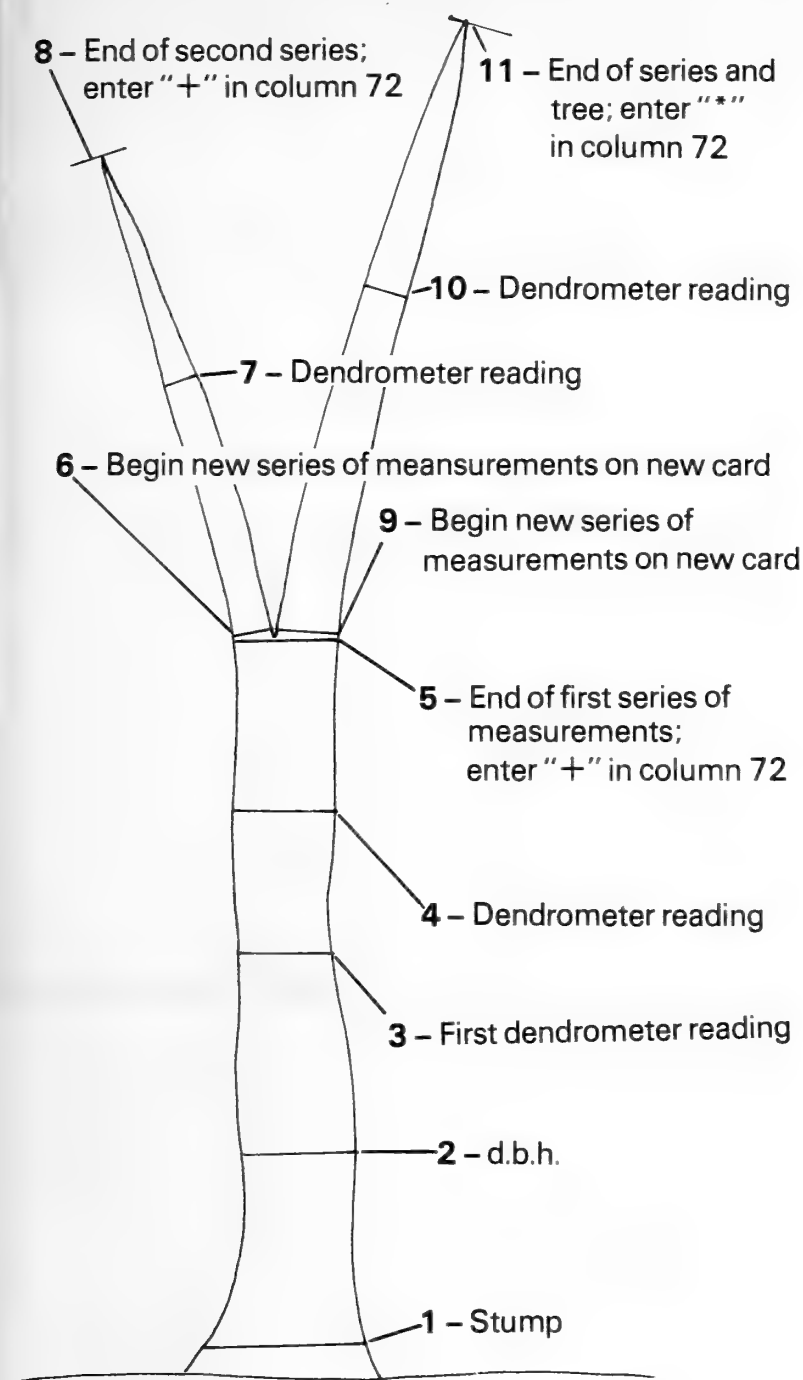 8 – End of second series;
enter "+" in column 72
11 – End of series and
tree; enter "*"
in column 72
10 – Dendrometer reading
7 – Dendrometer reading
6 – Begin new series of meansurements on new card
9 – Begin new series of
measurements on new card
5 – End of first series of
measurements;
enter "+" in column 72
4 – Dendrometer reading
3 – First dendrometer reading
2 – d.b.h.
1 – Stump